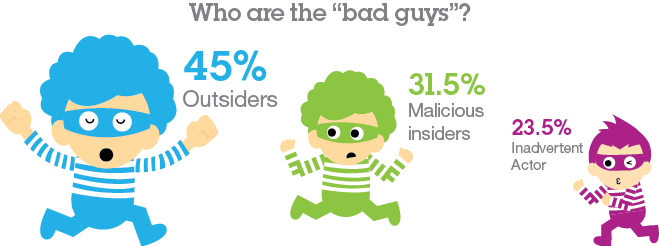 Who are the “bad guys”?
45%
Outsiders
31.5%
Malicious
insiders
23.5%
Inadvertent
Actor